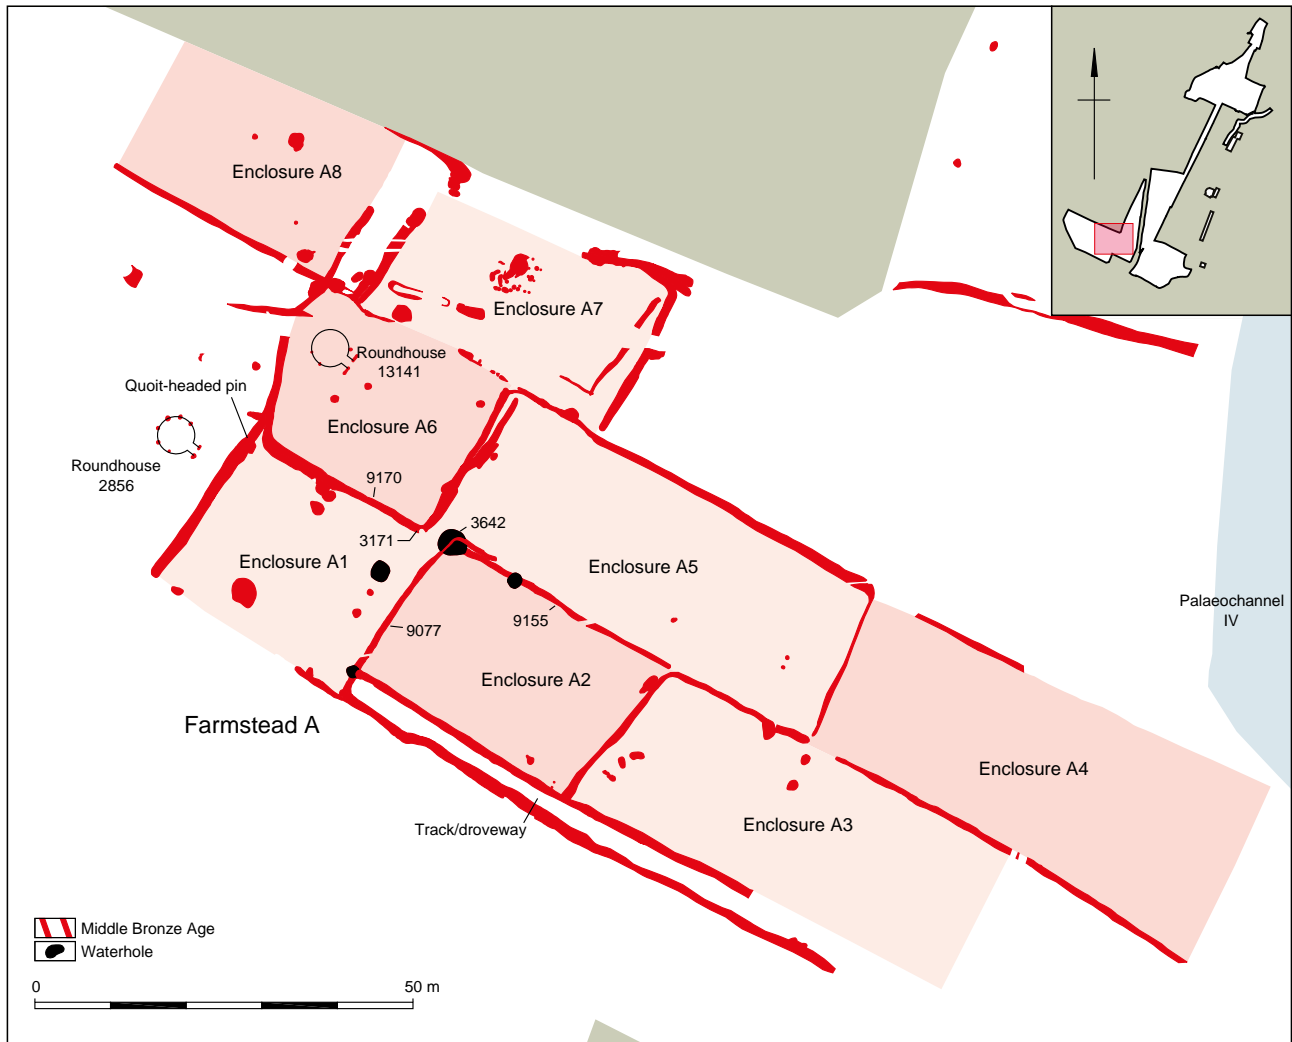 Enclosure A8
Enclosure A7
Roundhouse
13141
Quoit-headed pin
Enclosure A6
Roundhouse
2856
9170
3642
3171
Enclosure A1
Enclosure A5
Palaeochannel
IV
9155
9077
Enclosure A2
Farmstead A
Enclosure A4
Enclosure A3
Track/droveway
Middle Bronze Age
Waterhole
0
50 m